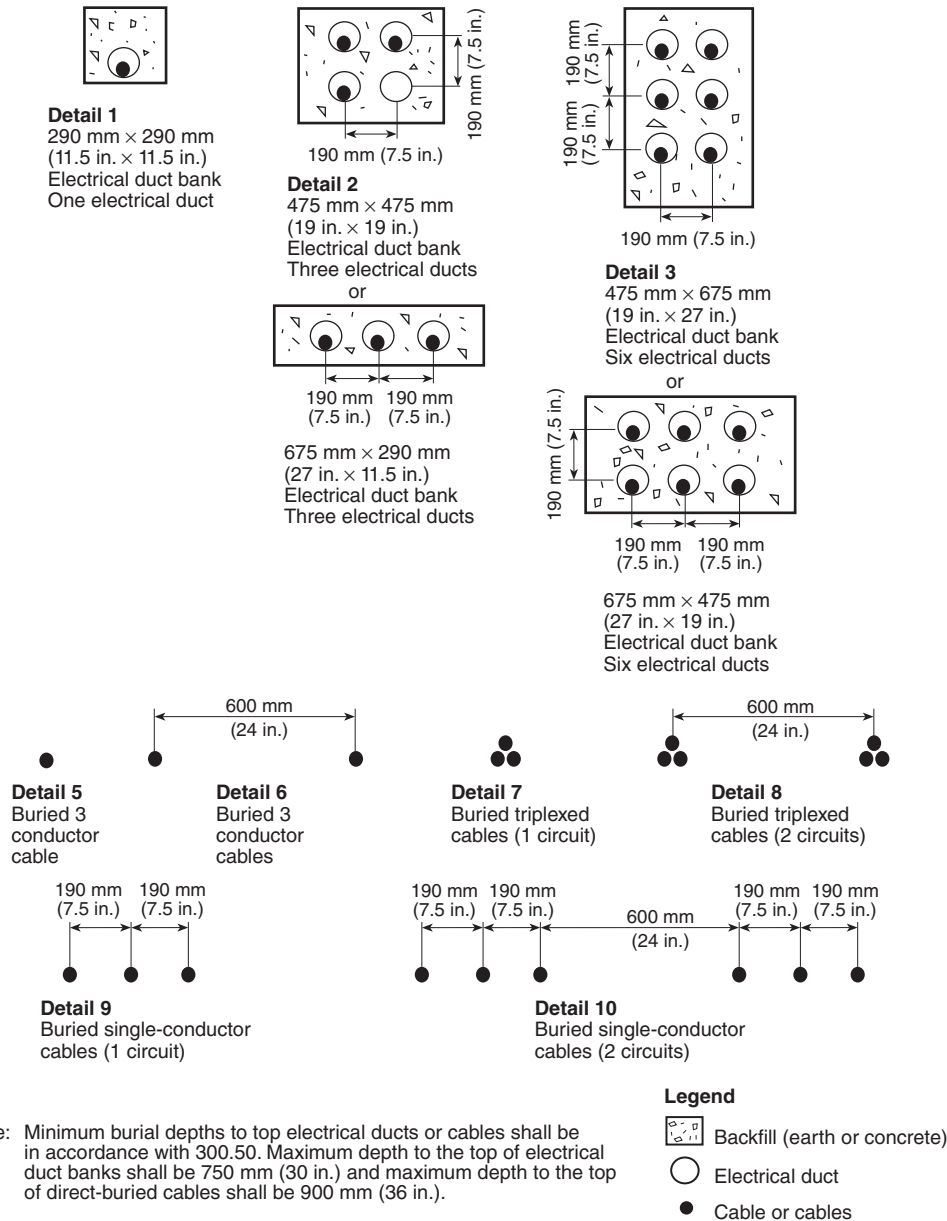 Detail 1
290 mm × 290 mm
(11.5 in. × 11.5 in.)
Electrical duct bank
One electrical duct
190 mm
(7.5 in.)
190 mm (7.5 in.)
Detail 2
475 mm × 475 mm
(19 in. × 19 in.)
Electrical duct bank
Three electrical ducts
or
190 mm
(7.5 in.)
190 mm
(7.5 in.)
675 mm × 290 mm
(27 in. × 11.5 in.)
Electrical duct bank
Three electrical ducts
190 mm
(7.5 in.)
190 mm
(7.5 in.)
190 mm (7.5 in.)
Detail 3
475 mm × 675 mm
(19 in. × 27 in.)
Electrical duct bank
Six electrical ducts
or
190 mm (7.5 in.)
190 mm
(7.5 in.)
190 mm
(7.5 in.)
675 mm × 475 mm
(27 in. × 19 in.)
Electrical duct bank
Six electrical ducts
Detail 5
Buried 3
conductor
cable
600 mm
(24 in.)
Detail 6
Buried 3
conductor
cables
Detail 7
Buried triplexed
cables (1 circuit)
600 mm
(24 in.)
Detail 8
Buried triplexed
cables (2 circuits)
190 mm
(7.5 in.)
190 mm
(7.5 in.)
Detail 9
Buried single-conductor
cables (1 circuit)
190 mm
(7.5 in.)
190 mm
(7.5 in.)
600 mm
(24 in.)
190 mm
(7.5 in.)
190 mm
(7.5 in.)
Detail 10
Buried single-conductor
cables (2 circuits)
e: Minimum burial depths to top electrical ducts or cables shall be
in accordance with 300.50. Maximum depth to the top of electrical
duct banks shall be 750 mm (30 in.) and maximum depth to the top
of direct-buried cables shall be 900 mm (36 in.).
Legend
Backfill (earth or concrete)
Electrical duct
Cable or cables